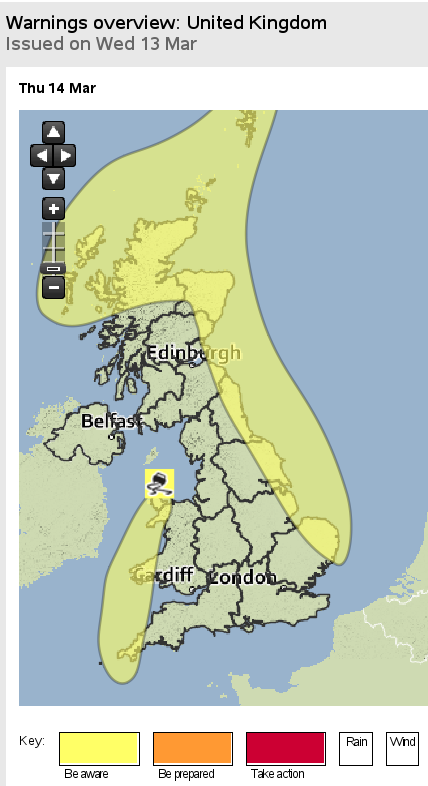 Warnings overview: United Kingdom
Issued on Wed 13 Mar
Thu 14 Mar
Edinburgh
Belfast
Cardiff London
Key:
Rain
Wind
Be aware
Be prepared
Take action